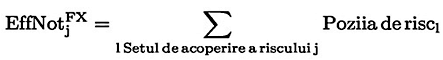 EffNot_j^FX = ∑ Poziia de risc_l
l Setul de acoperire a riscului j